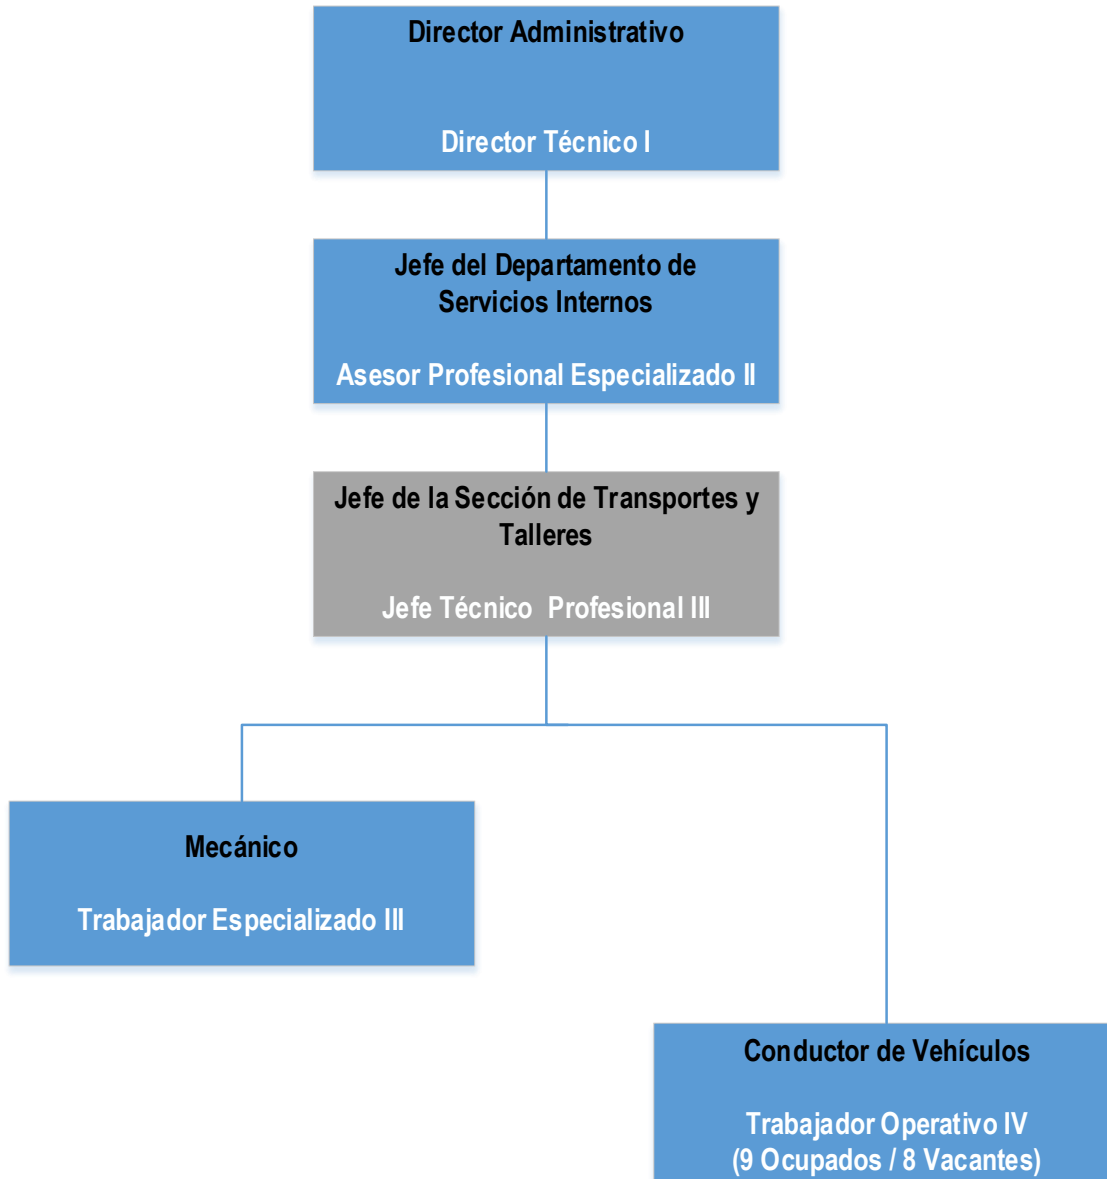 Director Administrativo
Director Técnico I
Jefe del Departamento de
Servicios Internos
Asesor Profesional Especializado II
Jefe de la Sección de Transportes y
Talleres
Jefe Técnico Profesional III
Mecánico
Trabajador Especializado III
Conductor de Vehículos
Trabajador Operativo IV
(9 Ocupados / 8 Vacantes)